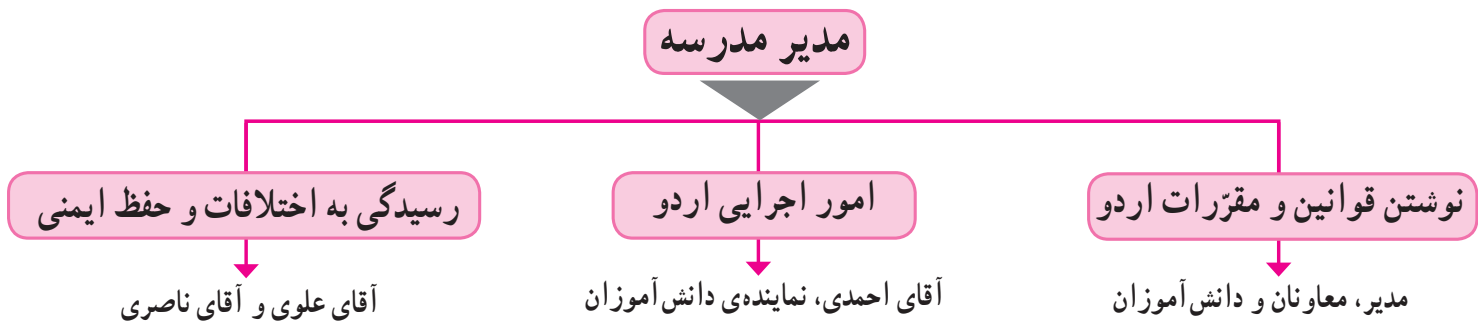 مدیر مدرسه
نوشتن قوانین و مقرّرات اردو
امور اجرایی اردو
رسیدگی به اختلافات و حفظ ایمنی
مدیر، معاونان و دانش‌آموزان
آقای احمدی، نماینده‌ی دانش‌آموزان
آقای علوی و آقای ناصری